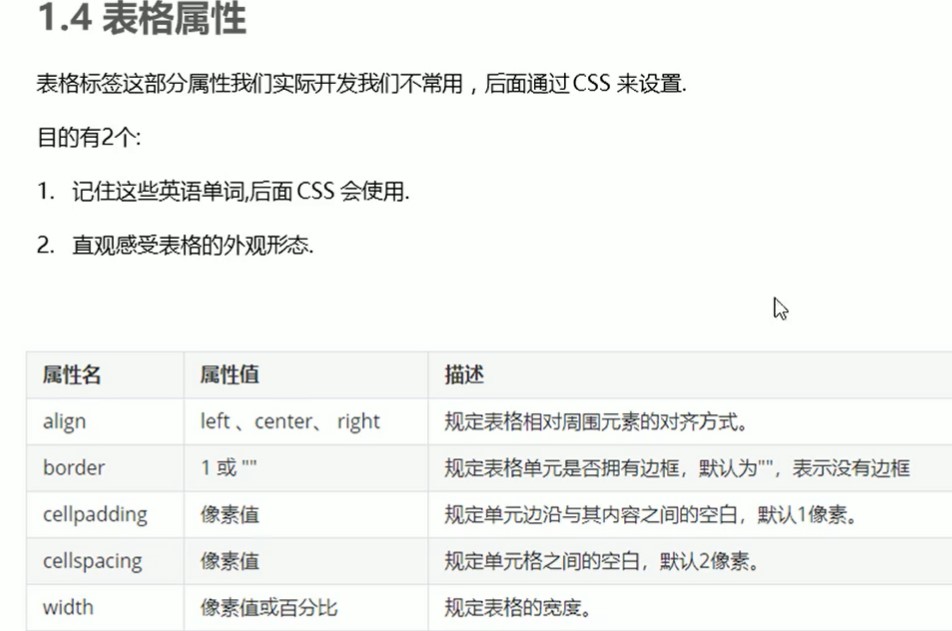 1.4 表格属性
表格标签这部分属性我们实际开发我们不常用，后面通过CSS 来设置.
目的有2个:
1. 记住这些英语单词,后面 CSS 会使用.
2. 直观感受表格的外观形态.
属性名 属性值 描述
align left 、center、 right 规定表格相对周围元素的对齐方式。
border 1 或 "" 规定表格单元是否拥有边框，默认为""，表示没有边框
cellpadding 像素值 规定单元边沿与其内容之间的空白，默认1像素。
cellspacing 像素值 规定单元格之间的空白，默认2像素。
width 像素值或百分比 规定表格的宽度。